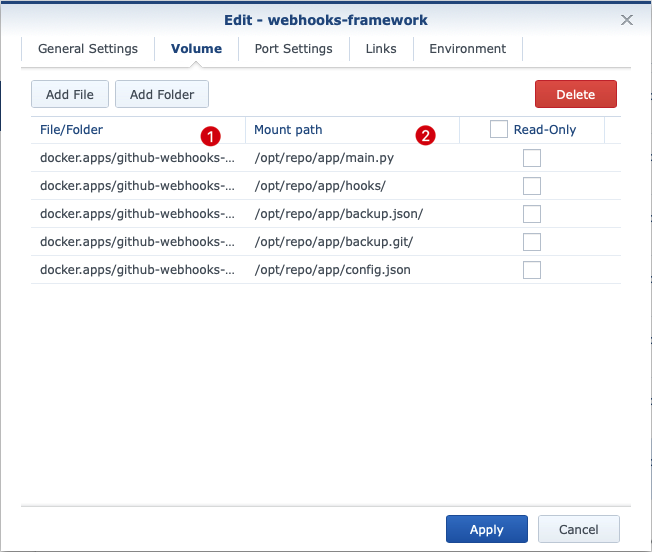 Edit - webhooks-framework
General Settings Volume Port Settings Links Environment
Add File Add Folder Delete
File/Folder 1 Mount path 2 Read-Only
docker.apps/github-webhooks-... /opt/repo/app/main.py
docker.apps/github-webhooks-... /opt/repo/app/hooks/
docker.apps/github-webhooks-... /opt/repo/app/backup.json/
docker.apps/github-webhooks-... /opt/repo/app/backup.git/
docker.apps/github-webhooks-... /opt/repo/app/config.json
Apply Cancel